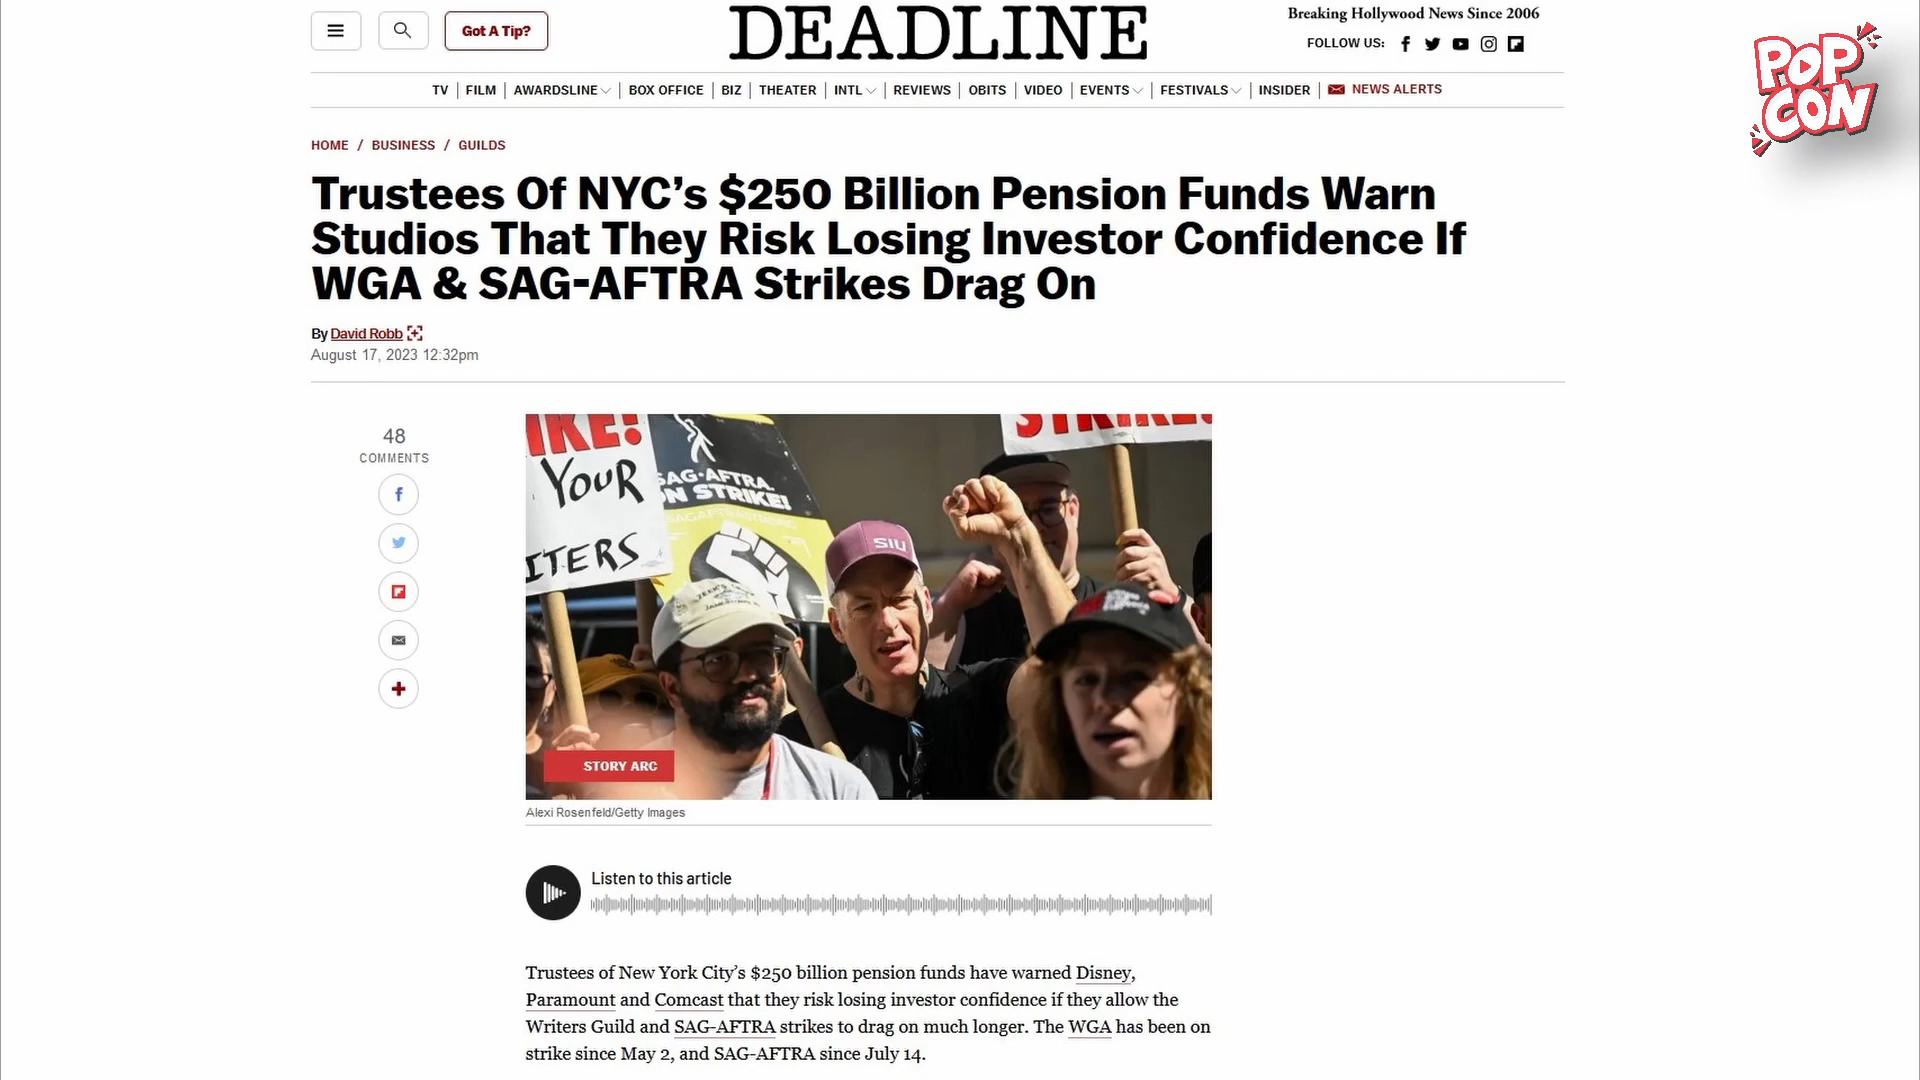 Got A Tip?
DEADLINE
Breaking Hollywood News Since 2006
FOLLOW US:
POP
CON
TV FILM AWARDSLINE BOX OFFICE BIZ THEATER INTL REVIEWS OBITS VIDEO EVENTS FESTIVALS INSIDER NEWS ALERTS
HOME / BUSINESS / GUILDS
Trustees Of NYC's $250 Billion Pension Funds Warn
Studios That They Risk Losing Investor Confidence If
WGA & SAG-AFTRA Strikes Drag On
By David Robb
August 17, 2023 12:32pm
48
COMMENTS
IKE!
YOUR
ITERS
SAG-AFTRA
N STRIKE!
STRIKE!
SIU
STORY ARC
Alexi Rosenfeld/Getty Images
Listen to this article
Trustees of New York City's $250 billion pension funds have warned Disney,
Paramount and Comcast that they risk losing investor confidence if they allow the
Writers Guild and SAG-AFTRA strikes to drag on much longer. The WGA has been on
strike since May 2, and SAG-AFTRA since July 14.